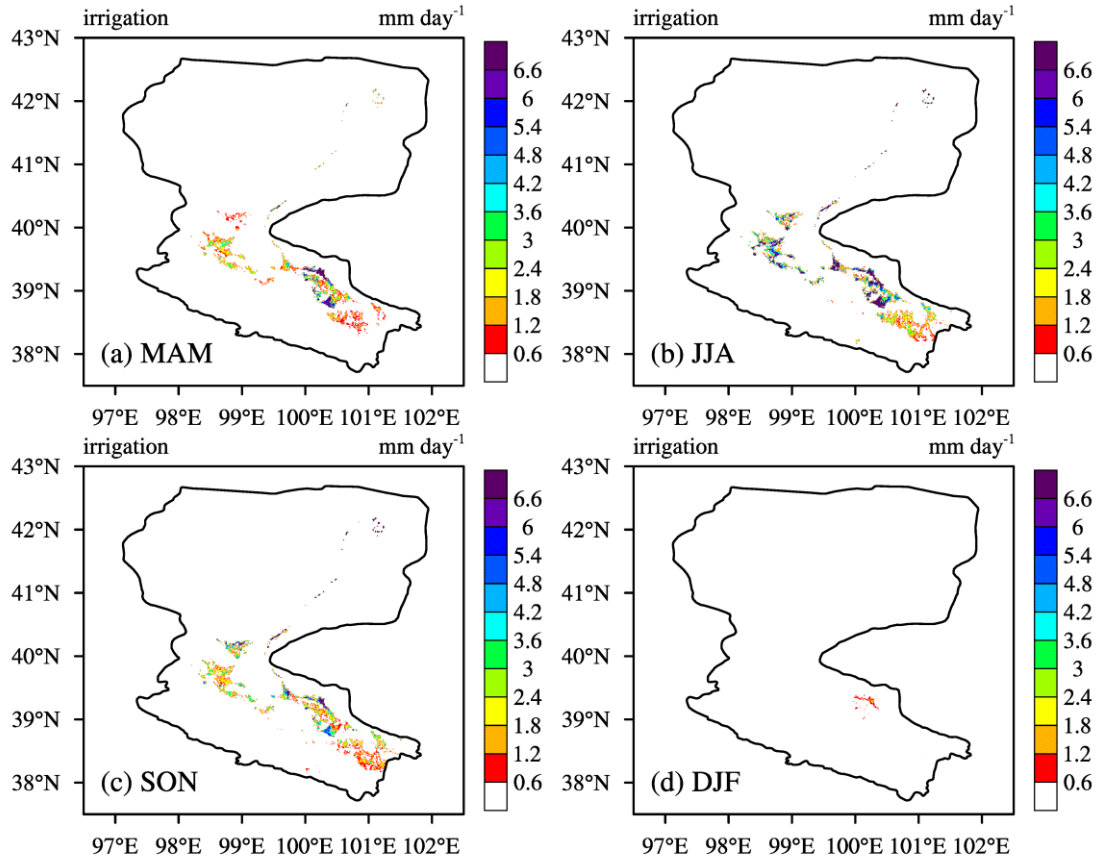 irrigation mm day-1
43°N
42°N
41°N
40°N
39°N
38°N
6.6
6
5.4
4.8
4.2
3.6
3
2.4
1.8
1.2
0.6
(a) MAM
97°E 98°E 99°E 100°E 101°E 102°E
irrigation mm day-1
43°N
42°N
41°N
40°N
39°N
38°N
6.6
6
5.4
4.8
4.2
3.6
3
2.4
1.8
1.2
0.6
(b) JJA
97°E 98°E 99°E 100°E 101°E 102°E
irrigation mm day-1
43°N
42°N
41°N
40°N
39°N
38°N
6.6
6
5.4
4.8
4.2
3.6
3
2.4
1.8
1.2
0.6
(c) SON
97°E 98°E 99°E 100°E 101°E 102°E
irrigation mm day-1
43°N
42°N
41°N
40°N
39°N
38°N
6.6
6
5.4
4.8
4.2
3.6
3
2.4
1.8
1.2
0.6
(d) DJF
97°E 98°E 99°E 100°E 101°E 102°E